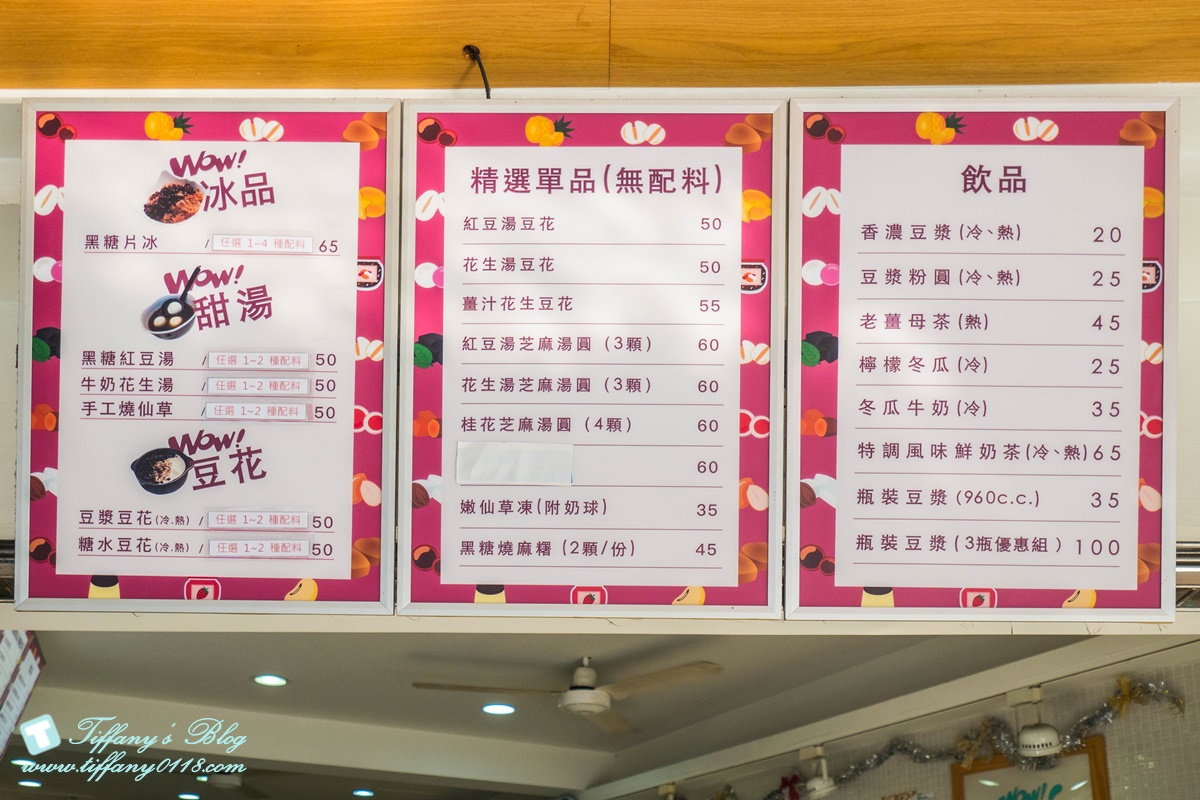 Wow!
冰品
黑糖片冰 / 任選 1~4 種配料 65
Wow!
甜湯
黑糖紅豆湯 / 任選 1~2 種配料 50
牛奶花生湯 / 任選 1~2 種配料 50
手工燒仙草 / 任選 1~2 種配料 50
Wow!
豆花
豆漿豆花(冷.熱) / 任選 1~2 種配料 50
糖水豆花(冷.熱) / 任選 1~2 種配料 50
精選單品(無配料)
紅豆湯豆花 50
花生湯豆花 50
薑汁花生豆花 55
紅豆湯芝麻湯圓 (3顆) 60
花生湯芝麻湯圓 (3顆) 60
桂花芝麻湯圓 (4顆) 60
60
嫩仙草凍(附奶球) 35
黑糖燒麻糬 (2顆/份) 45
飲品
香濃豆漿(冷、熱) 20
豆漿粉圓(冷、熱) 25
老薑母茶(熱) 45
檸檬冬瓜(冷) 25
冬瓜牛奶(冷) 35
特調風味鮮奶茶(冷、熱) 65
瓶裝豆漿(960c.c.) 35
瓶裝豆漿(3瓶優惠組) 100
T Tiffany's Blog
www.tiffany0118.com
Wow!